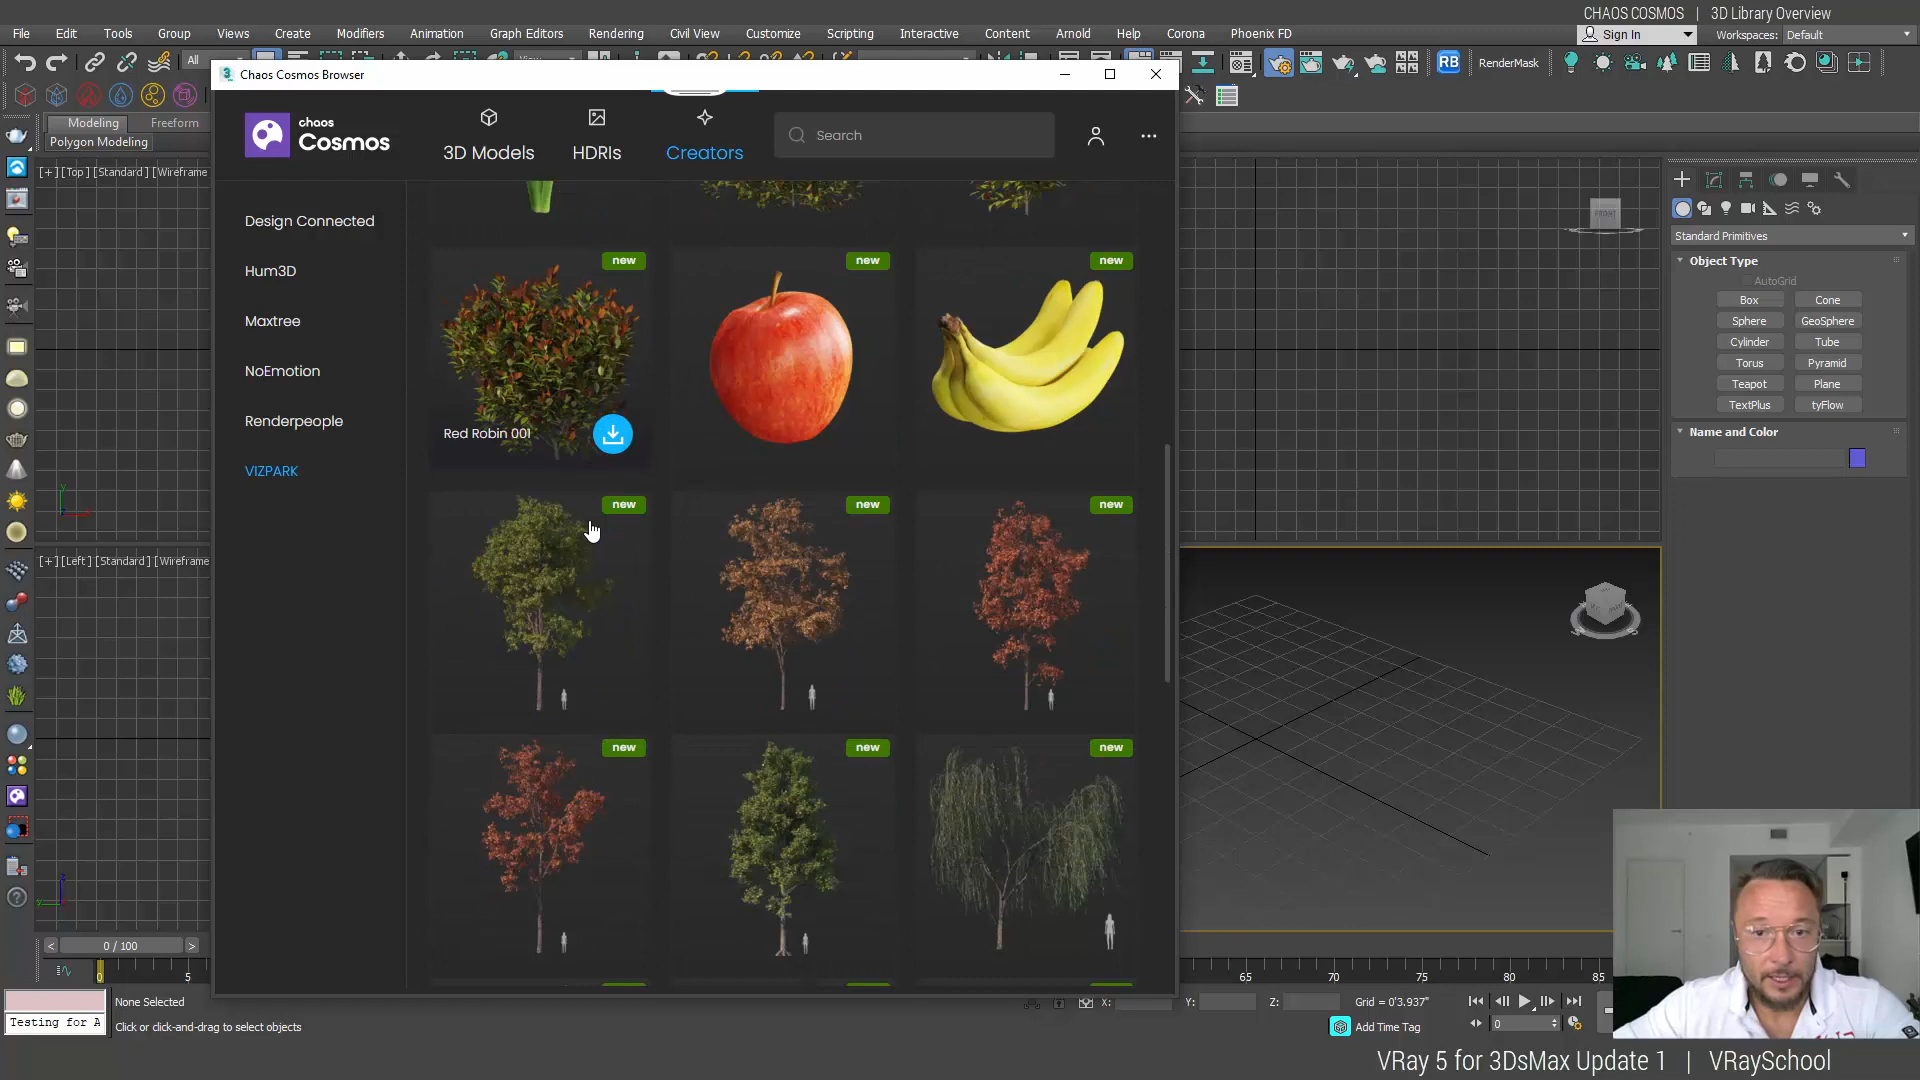 CHAOS COSMOS | 3D Library Overview
File Edit Tools Group Views Create Modifiers Animation Graph Editors Rendering Civil View Customize Scripting Interactive Content Arnold Help Corona Phoenix FD
Sign In Workspaces: Default
All
RB RenderMask
Chaos Cosmos Browser
Modeling Freeform
Polygon Modeling
chaos
Cosmos
3D Models HDRIs Creators
Search
[+] [Top] [Standard] [Wireframe
FRONT
Design Connected
Hum3D
Maxtree
NoEmotion
Renderpeople
VIZPARK
new
new
new
Red Robin 001
new
new
new
new
new
new
Standard Primitives
Object Type
AutoGrid
Box Cone
Sphere GeoSphere
Cylinder Tube
Torus Pyramid
Teapot Plane
TextPlus tyFlow
Name and Color
[+] [Left] [Standard] [Wireframe
0 / 100
0 5 65 70 75 80 85
None Selected
X: Y: Z: Grid = 0'3.937"
Testing for A
Click or click-and-drag to select objects
Add Time Tag
0
VRay 5 for 3DsMax Update 1 | VRaySchool